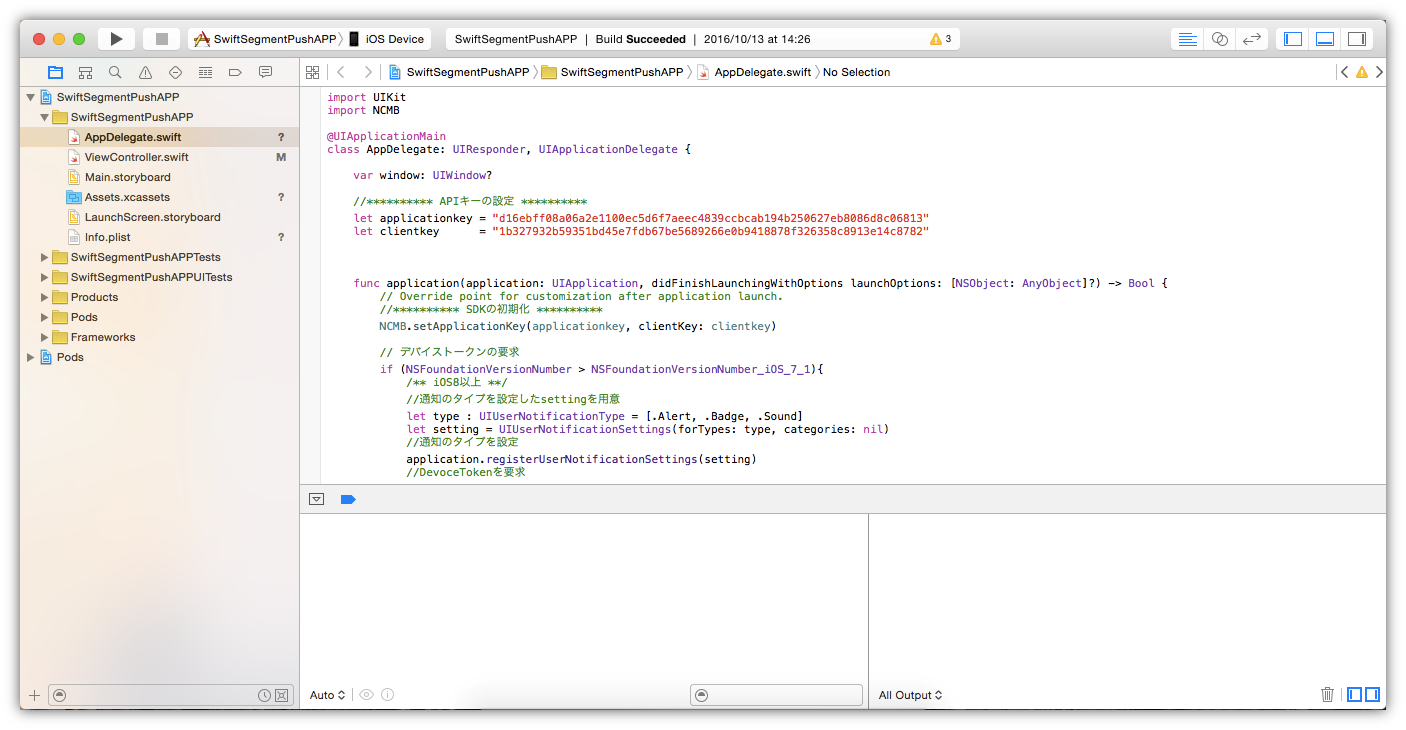 SwiftSegmentPushAPP 〉 iOS Device
SwiftSegmentPushAPP | Build Succeeded | 2016/10/13 at 14:26
3
SwiftSegmentPushAPP 〉 SwiftSegmentPushAPP 〉 AppDelegate.swift 〉 No Selection
SwiftSegmentPushAPP
SwiftSegmentPushAPP
AppDelegate.swift ?
ViewController.swift M
Main.storyboard
Assets.xcassets ?
LaunchScreen.storyboard
Info.plist ?
SwiftSegmentPushAPPTests
SwiftSegmentPushAPPUITests
Products
Pods
Frameworks
Pods
import UIKit
import NCMB
@UIApplicationMain
class AppDelegate: UIResponder, UIApplicationDelegate {
var window: UIWindow?
//********** APIキーの設定 **********
let applicationkey = "d16ebff08a06a2e1100ec5d6f7aeec4839ccbcab194b250627eb8086d8c06813"
let clientkey      = "1b327932b59351bd45e7fdb67be5689266e0b9418878f326358c8913e14c8782"
func application(application: UIApplication, didFinishLaunchingWithOptions launchOptions: [NSObject: AnyObject]?) -> Bool {
// Override point for customization after application launch.
//********** SDKの初期化 **********
NCMB.setApplicationKey(applicationkey, clientKey: clientkey)
// デバイストークンの要求
if (NSFoundationVersionNumber > NSFoundationVersionNumber_iOS_7_1){
/** iOS8以上 **/
//通知のタイプを設定したsettingを用意
let type : UIUserNotificationType = [.Alert, .Badge, .Sound]
let setting = UIUserNotificationSettings(forTypes: type, categories: nil)
//通知のタイプを設定
application.registerUserNotificationSettings(setting)
//DevoceTokenを要求
Auto
All Output